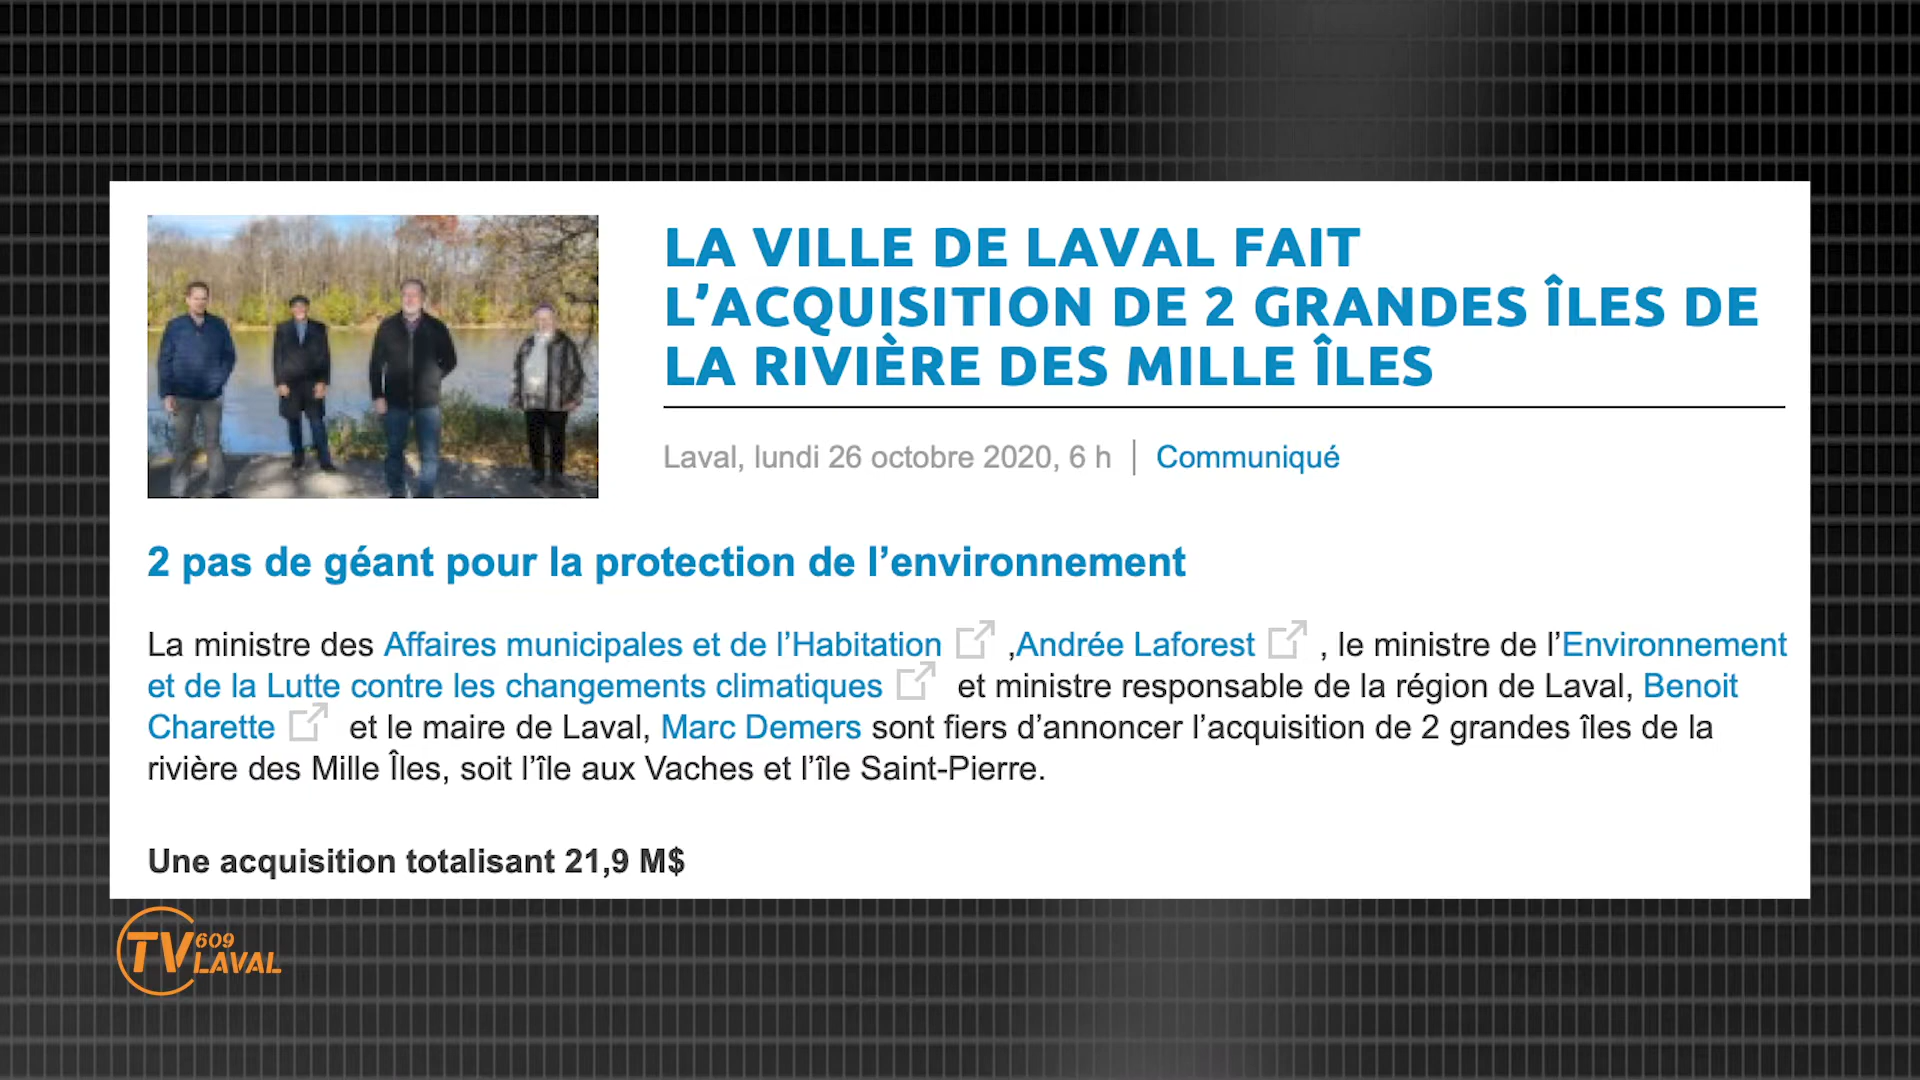 LA VILLE DE LAVAL FAIT
L’ACQUISITION DE 2 GRANDES ÎLES DE
LA RIVIÈRE DES MILLE ÎLES
Laval, lundi 26 octobre 2020, 6 h | Communiqué
2 pas de géant pour la protection de l’environnement
La ministre des Affaires municipales et de l’Habitation ,Andrée Laforest , le ministre de l’Environnement
et de la Lutte contre les changements climatiques et ministre responsable de la région de Laval, Benoit
Charette et le maire de Laval, Marc Demers sont fiers d’annoncer l’acquisition de 2 grandes îles de la
rivière des Mille Îles, soit l’île aux Vaches et l’île Saint-Pierre.
Une acquisition totalisant 21,9 M$
TV 609 LAVAL